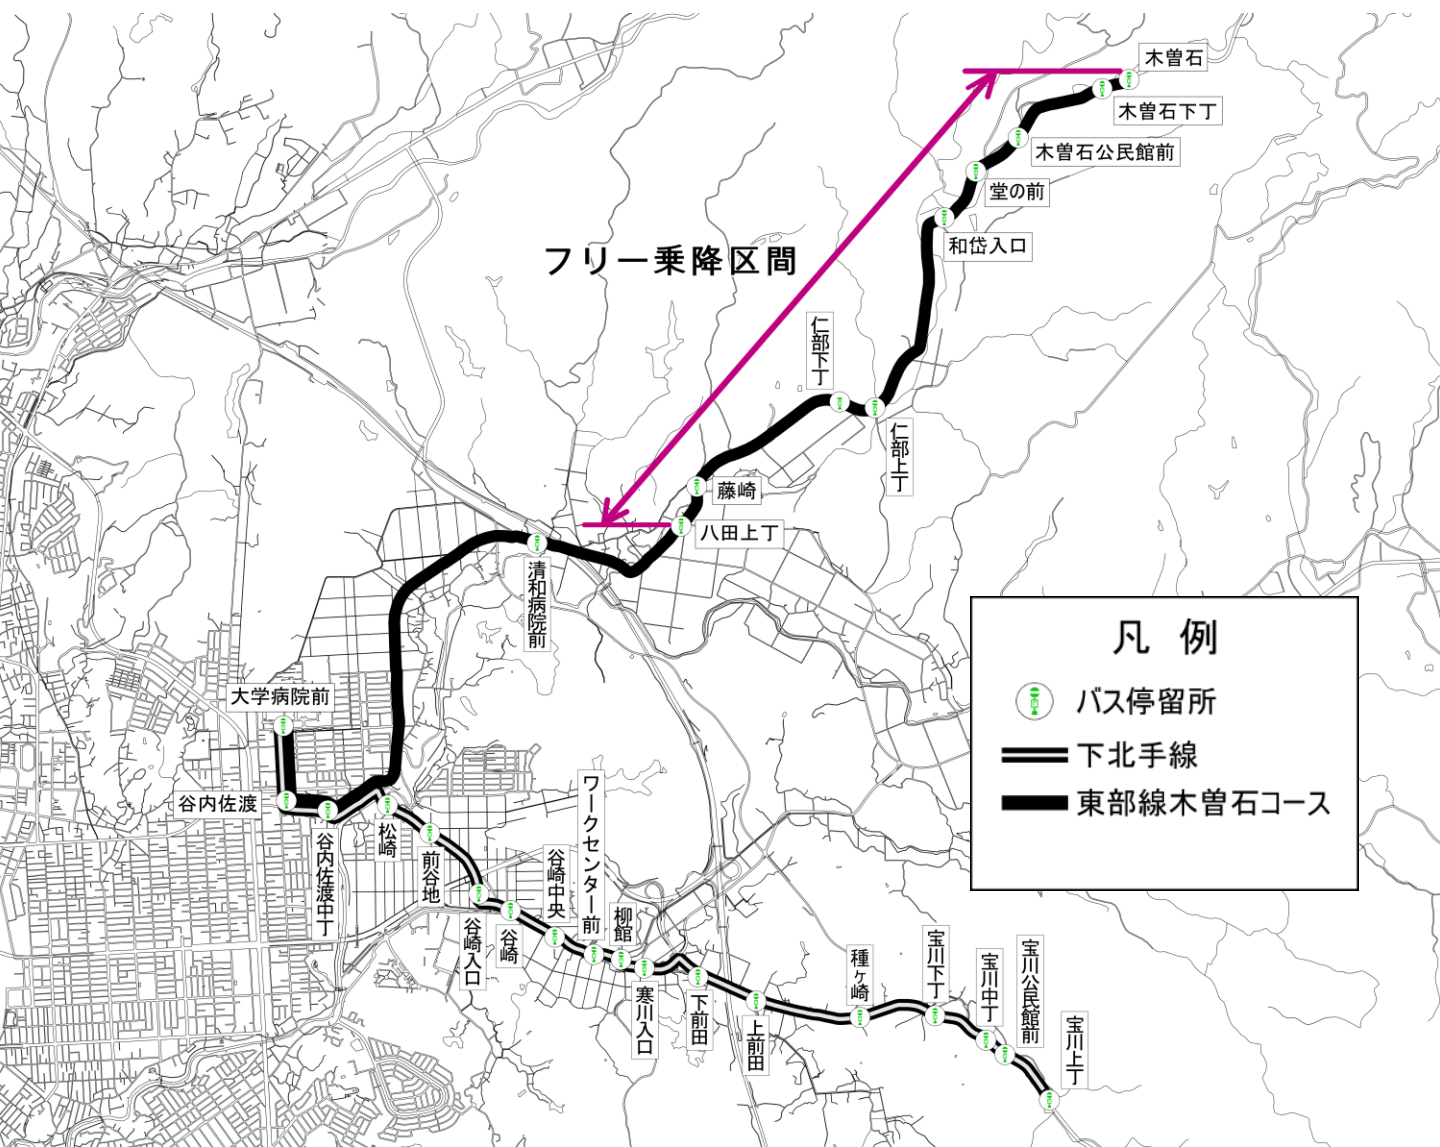 木曽石
木曽石下丁
木曽石公民館前
堂の前
和岱入口
フリー乗降区間
仁部下丁
仁部上丁
藤崎
八田上丁
清和病院前
大学病院前
谷内佐渡
谷内佐渡中丁
松崎
前谷地
谷崎入口
谷崎
谷崎中央
ワークセンター前
柳館
寒川入口
下前田
上前田
種ヶ崎
宝川下丁
宝川中丁
宝川公民館前
宝川上丁
凡 例
バス停留所
下北手線
東部線木曽石コース